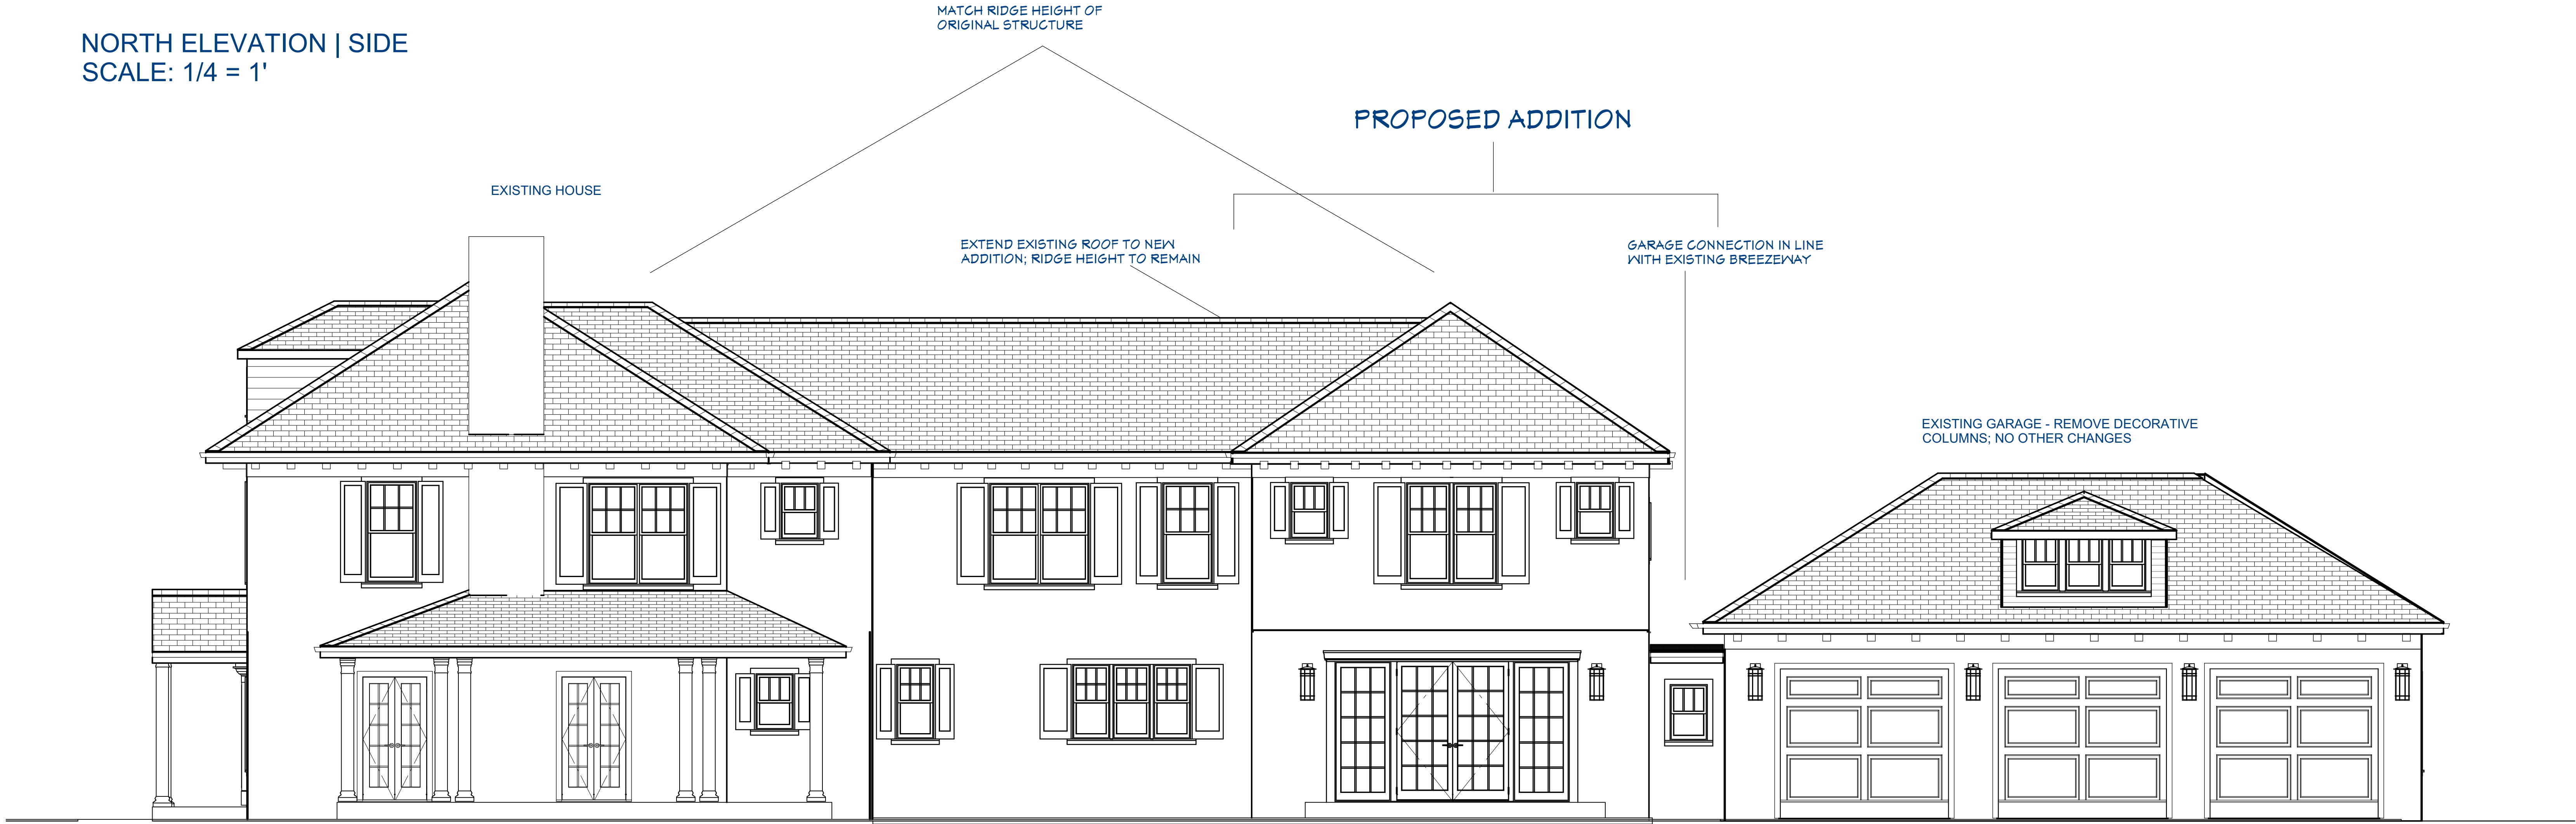 NORTH ELEVATION | SIDE
SCALE: 1/4 = 1'
MATCH RIDGE HEIGHT OF
ORIGINAL STRUCTURE
PROPOSED ADDITION
EXISTING HOUSE
EXTEND EXISTING ROOF TO NEW
ADDITION; RIDGE HEIGHT TO REMAIN
GARAGE CONNECTION IN LINE
WITH EXISTING BREEZEWAY
EXISTING GARAGE - REMOVE DECORATIVE
COLUMNS; NO OTHER CHANGES